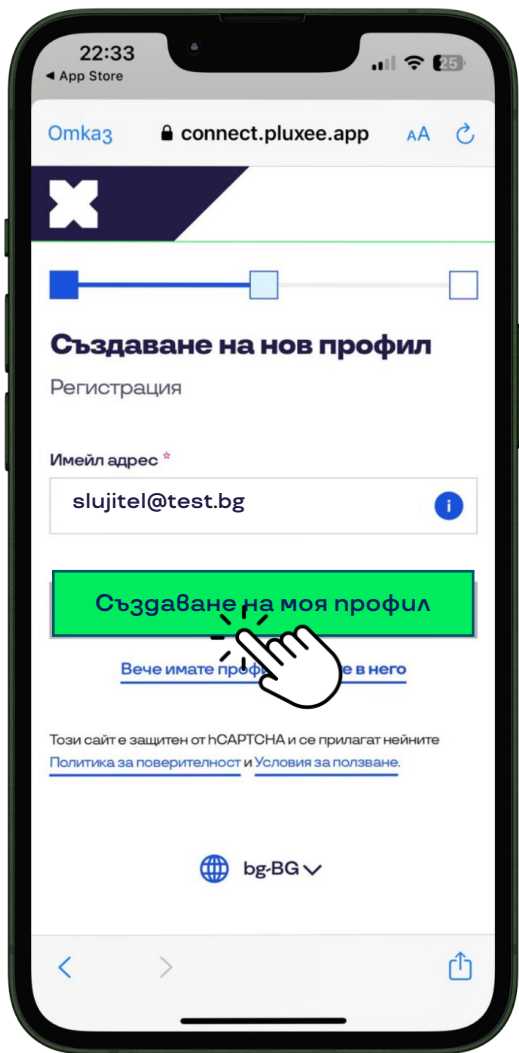 22:33
◀ App Store
25
Отказ
connect.pluxee.app
AA
Създаване на нов профил
Регистрация
Имейл адрес *
slujitel@test.bg
i
Създаване на моя профил
Вече имате в него
Този сайт е защитен от hCAPTCHA и се прилагат нейните
Политика за поверителност и Условия за ползване.
bg-BG